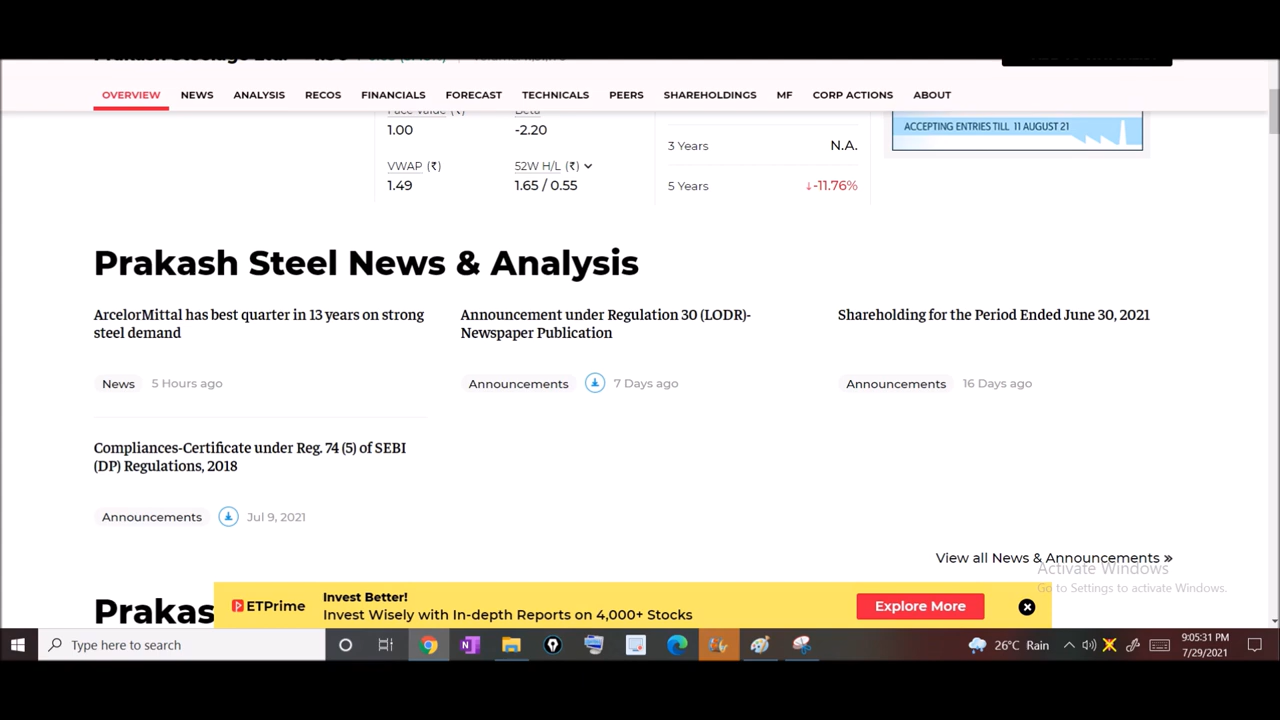 Prakash Steelage Ltd.
OVERVIEW NEWS ANALYSIS RECOS FINANCIALS FORECAST TECHNICALS PEERS SHAREHOLDINGS MF CORP ACTIONS ABOUT
Face Value (₹) Beta
1.00 -2.20
3 Years N.A.
VWAP (₹) 52W H/L (₹)
1.49 1.65 / 0.55
5 Years ↓-11.76%
ACCEPTING ENTRIES TILL 11 AUGUST 21
Prakash Steel News & Analysis
ArcelorMittal has best quarter in 13 years on strong
steel demand
News 5 Hours ago
Announcement under Regulation 30 (LODR)-
Newspaper Publication
Announcements 7 Days ago
Shareholding for the Period Ended June 30, 2021
Announcements 16 Days ago
Compliances-Certificate under Reg. 74 (5) of SEBI
(DP) Regulations, 2018
Announcements Jul 9, 2021
View all News & Announcements »
Activate Windows
Go to Settings to activate Windows.
Prakas
ETPrime
Invest Better!
Invest Wisely with In-depth Reports on 4,000+ Stocks
Explore More
Type here to search
26°C Rain
9:05:31 PM
7/29/2021